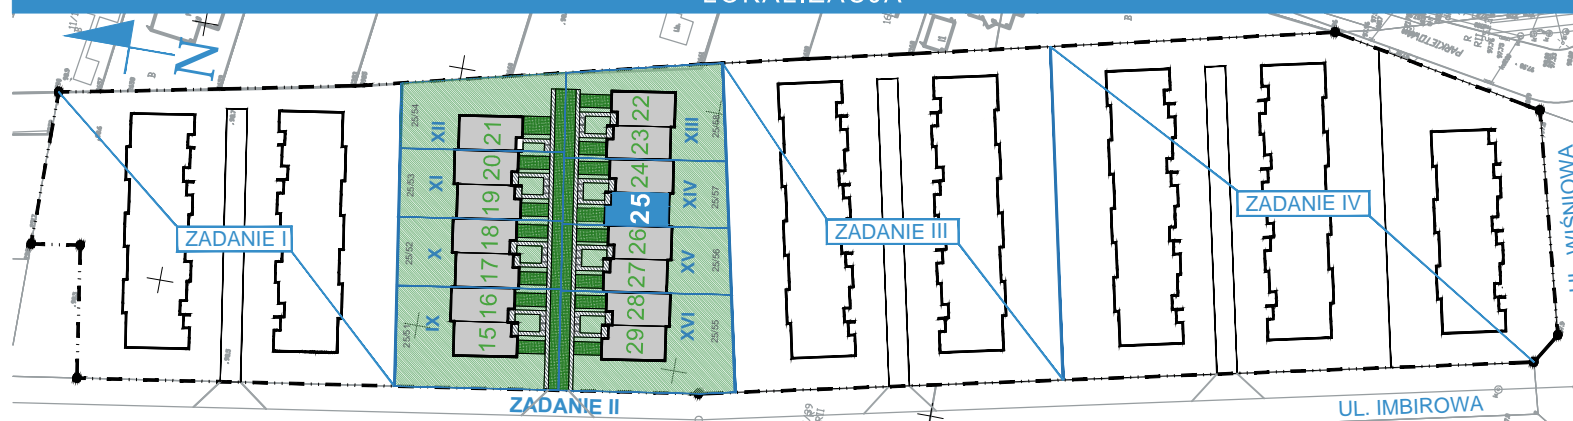 LOKALIZACJA
N
PARKIETOWA
ZADANIE I
ZADANIE II
ZADANIE III
ZADANIE IV
UL. WIŚNIOWA
UL. IMBIROWA
25/54
XII
21
20
25/53
XI
19
18
25/52
X
17
16
25/51
IX
15
22
XIII
23
24
XIV
25/57
25
26
XV
25/56
27
28
XVI
25/55
29
B
B
R